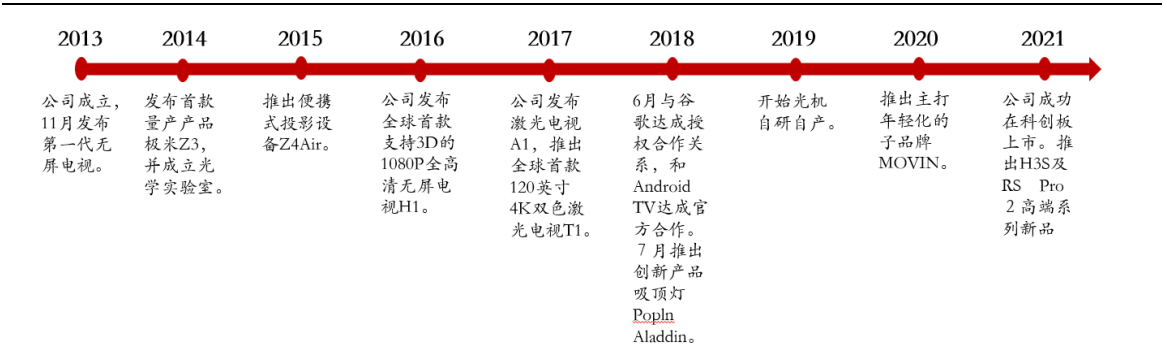 2013 2014 2015 2016 2017 2018 2019 2020 2021
公司成立，
11月发布
第一代无
屏电视。
发布首款
量产产品
极米Z3，
并成立光
学实验室。
推出便携
式投影设
备Z4Air。
公司发布
全球首款
支持3D的
1080P全高
清无屏电
视H1。
公司发布
激光电视
A1，推出
全球首款
120英寸
4K双色激
光电视T1。
6月与谷
歌达成授
权合作关
系，和
Android
TV达成官
方合作。
7月推出
创新产品
吸顶灯
Popln
Aladdin。
开始光机
自研自产。
推出主打
年轻化的
子品牌
MOVIN。
公司成功
在科创板
上市。推
出H3S及
RS Pro
2高端系
列新品